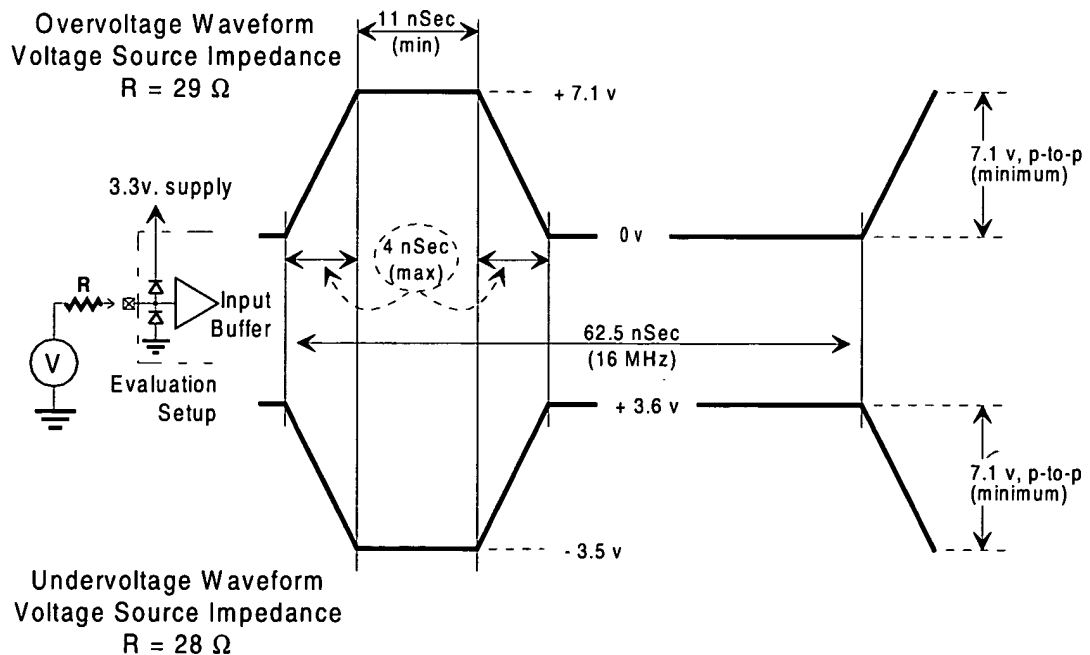 Overvoltage Waveform
Voltage Source Impedance
R = 29 Ω
11 nSec
(min)
+ 7.1 v
7.1 v, p-to-p
(minimum)
3.3v. supply
4 nSec
(max)
0 v
R
Input
Buffer
V
62.5 nSec
(16 MHz)
Evaluation
Setup
+ 3.6 v
7.1 v, p-to-p
(minimum)
- 3.5 v
Undervoltage Waveform
Voltage Source Impedance
R = 28 Ω